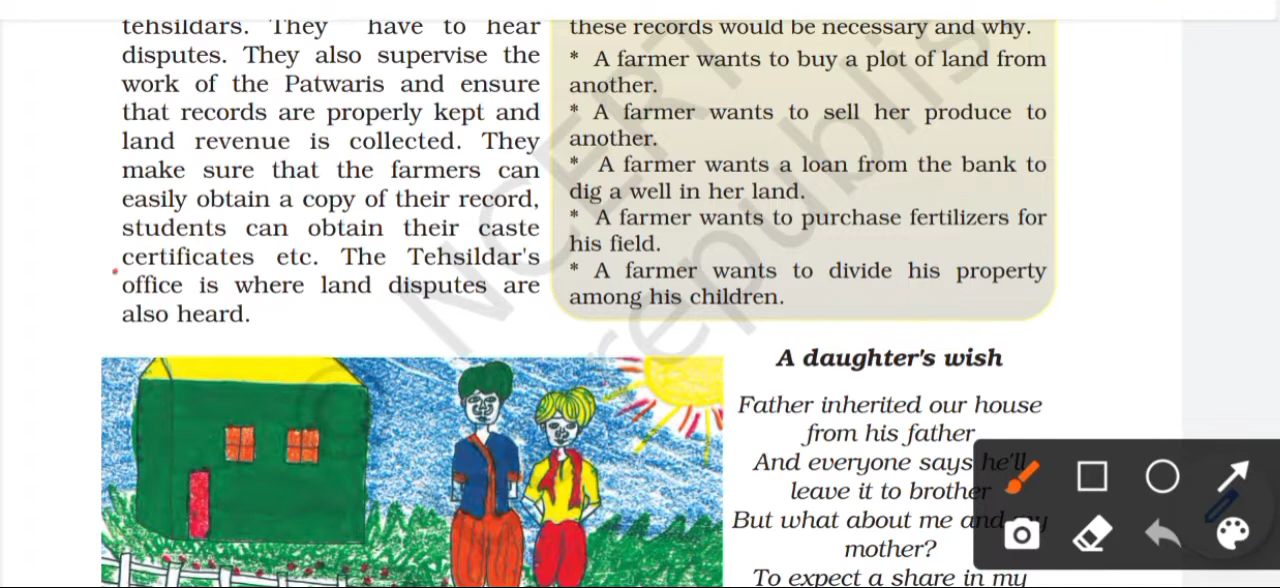 tehsildars. They have to hear
disputes. They also supervise the
work of the Patwaris and ensure
that records are properly kept and
land revenue is collected. They
make sure that the farmers can
easily obtain a copy of their record,
students can obtain their caste
certificates etc. The Tehsildar's
office is where land disputes are
also heard.
these records would be necessary and why.
* A farmer wants to buy a plot of land from
another.
* A farmer wants to sell her produce to
another.
* A farmer wants a loan from the bank to
dig a well in her land.
* A farmer wants to purchase fertilizers for
his field.
* A farmer wants to divide his property
among his children.
A daughter's wish
Father inherited our house
from his father
And everyone says he'll
leave it to brother
But what about me and my
mother?
To expect a share in my
NCERT
republis